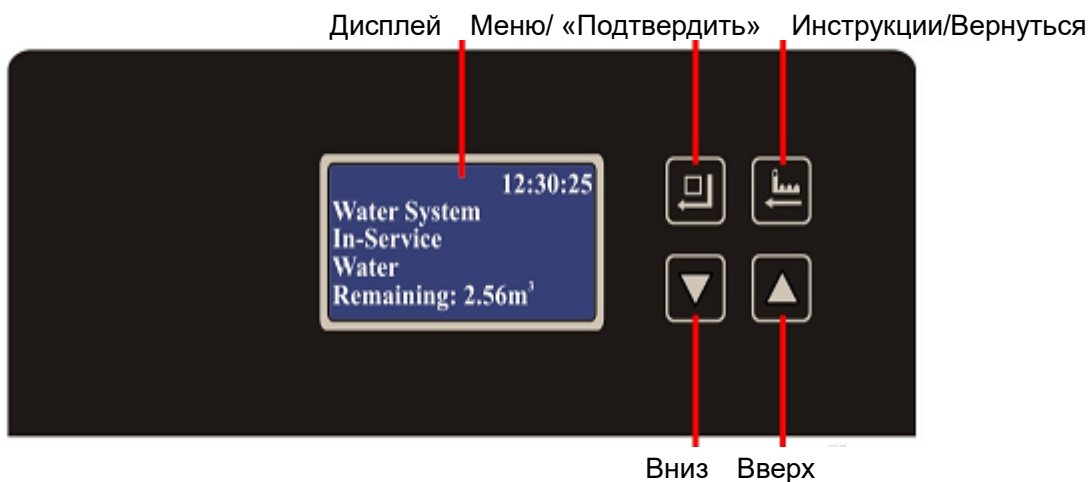 Дисплей Меню/ «Подтвердить» Инструкции/Вернуться
12:30:25
Water System
In-Service
Water
Remaining: 2.56m³
Вниз Вверх